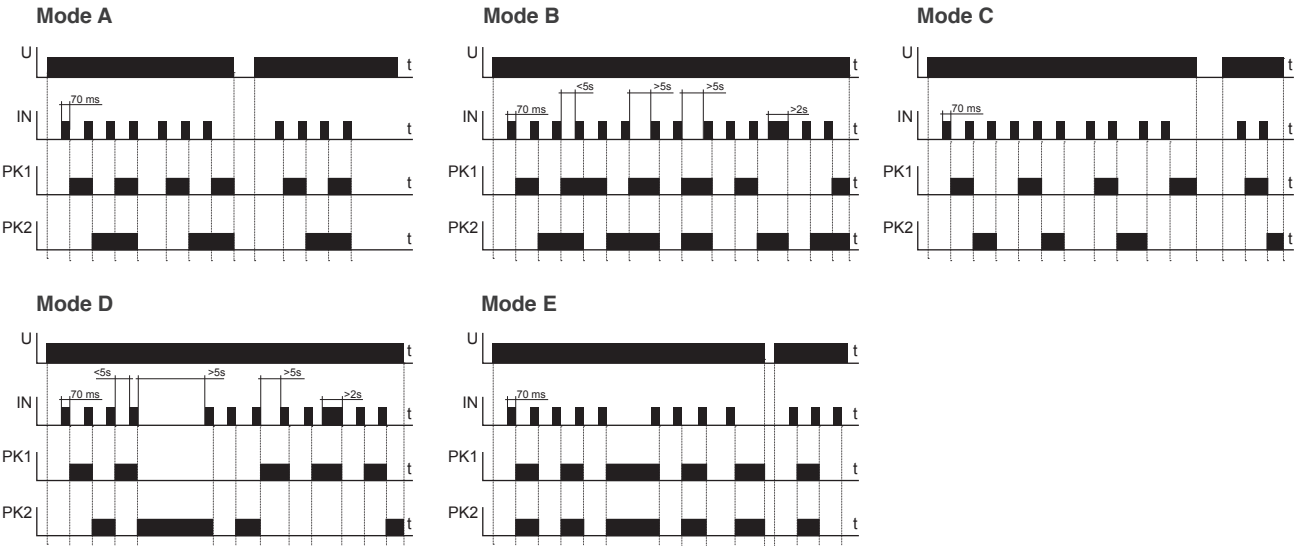 Mode A
U
t
70 ms
IN
t
PK1
t
PK2
t
Mode B
U
t
<5s
>5s
>5s
70 ms
>2s
IN
t
PK1
t
PK2
t
Mode C
U
t
70 ms
IN
t
PK1
t
PK2
t
Mode D
U
t
<5s
>5s
>5s
70 ms
>2s
IN
t
PK1
t
PK2
t
Mode E
U
t
70 ms
IN
t
PK1
t
PK2
t